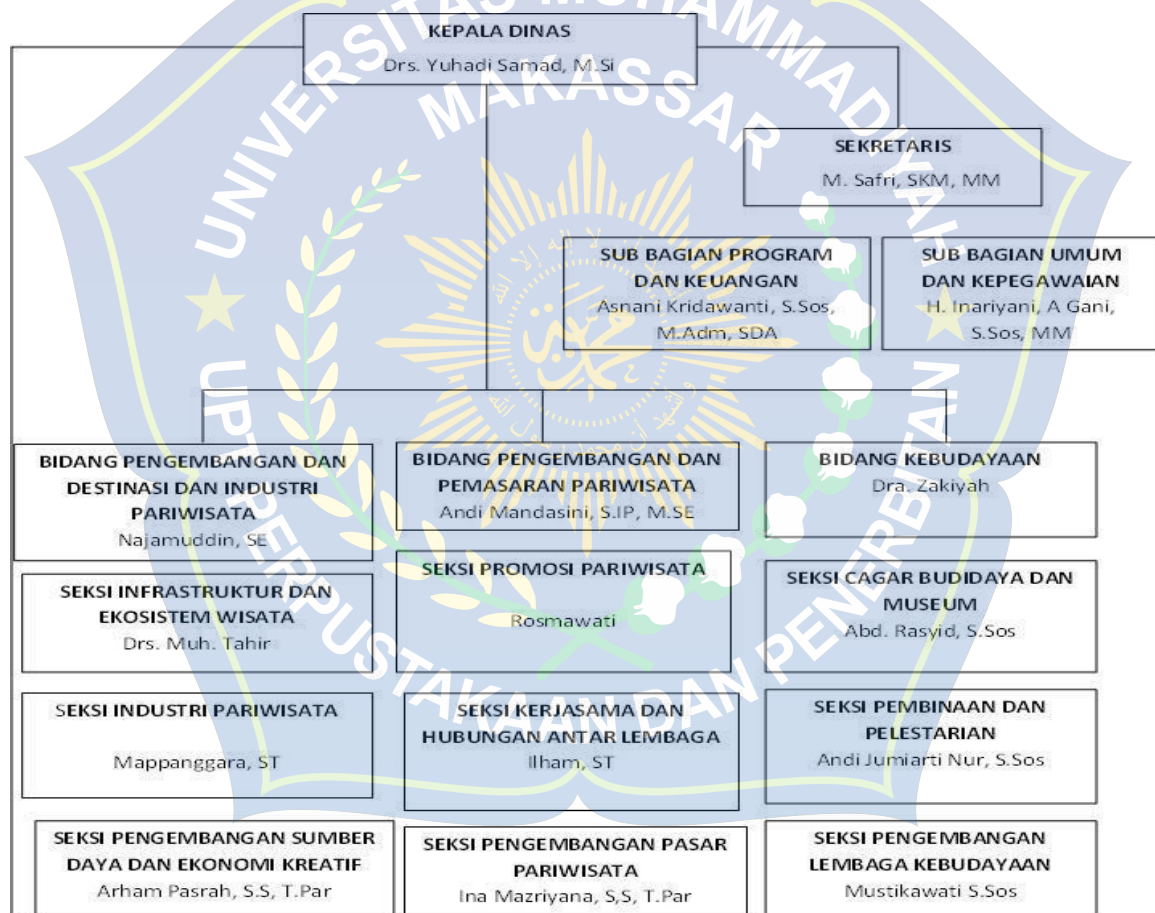 UNIVERSITAS MUHAMMADIYAH
MAKASSAR
UPT PERPUSTAKAAN DAN PENERBITAN
KEPALA DINAS
Drs. Yuhadi Samad, M.Si
SEKRETARIS
M. Safri, SKM, MM
SUB BAGIAN PROGRAM
DAN KEUANGAN
Asnani Kridawanti, S.Sos,
M.Adm, SDA
SUB BAGIAN UMUM
DAN KEPEGAWAIAN
H. Inariyani, A Gani,
S.Sos, MM
BIDANG PENGEMBANGAN DAN
DESTINASI DAN INDUSTRI
PARIWISATA
Najamuddin, SE
BIDANG PENGEMBANGAN DAN
PEMASARAN PARIWISATA
Andi Mandasini, S.IP, M.SE
BIDANG KEBUDAYAAN
Dra. Zakiyah
SEKSI INFRASTRUKTUR DAN
EKOSISTEM WISATA
Drs. Muh. Tahir
SEKSI PROMOSI PARIWISATA
Rosmawati
SEKSI CAGAR BUDIDAYA DAN
MUSEUM
Abd. Rasyid, S.Sos
SEKSI INDUSTRI PARIWISATA
Mappanggara, ST
SEKSI KERJASAMA DAN
HUBUNGAN ANTAR LEMBAGA
Ilham, ST
SEKSI PEMBINAAN DAN
PELESTARIAN
Andi Jumiarti Nur, S.Sos
SEKSI PENGEMBANGAN SUMBER
DAYA DAN EKONOMI KREATIF
Arham Pasrah, S.S, T.Par
SEKSI PENGEMBANGAN PASAR
PARIWISATA
Ina Mazriyana, S,S, T.Par
SEKSI PENGEMBANGAN
LEMBAGA KEBUDAYAAN
Mustikawati S.Sos